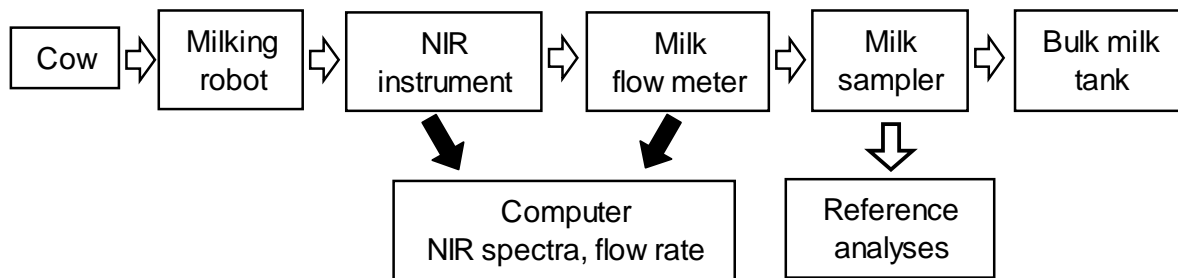 Cow
Milking
robot
NIR
instrument
Milk
flow meter
Milk
sampler
Bulk milk
tank
Computer
NIR spectra, flow rate
Reference
analyses